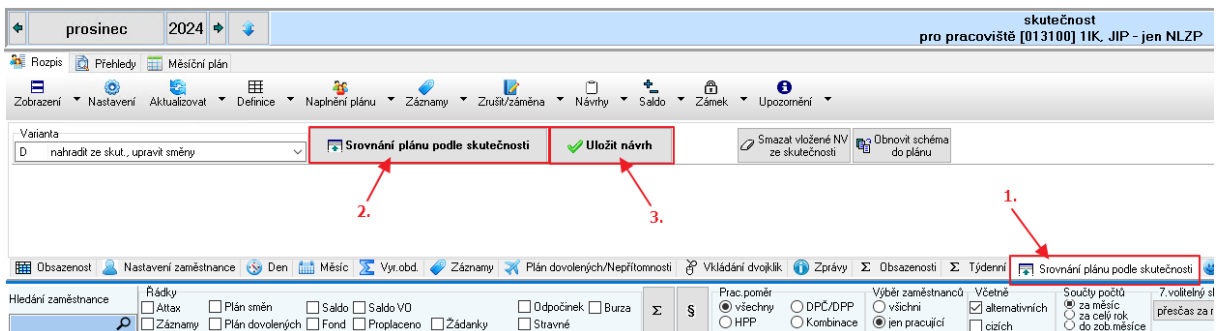 prosinec 2024
skutečnost
pro pracoviště [013100] 1IK, JIP - jen NLZP
Rozpis Přehledy Měsíční plán
Zobrazení Nastavení Aktualizovat Definice Naplnění plánu Záznamy Zrušit/záměna Návrhy Saldo Zámek Upozornění
Varianta
D nahradit ze skut., upravit směny
Srovnání plánu podle skutečnosti
Uložit návrh
Smazat vložené NV
ze skutečnosti
Obnovit schéma
do plánu
1.
2.
3.
Obsazenost Nastavení zaměstnance Den Měsíc Vyr.obd. Záznamy Plán dovolených/Nepřítomnosti Vkládání dvojklik Zprávy Σ Obsazenosti Σ Týdenní Srovnání plánu podle skutečnosti
Hledání zaměstnance
Řádky
Attax Plán směn Saldo Saldo VO Odpočinek Burza
Záznamy Plán dovolených Fond Proplaceno Žádanky Stravné
Σ §
Prac.poměr
všechny DPČ/DPP
HPP Kombinace
Výběr zaměstnanců
všichni
jen pracující
Včetně
alternativních
cizích
Součty počtů
za měsíc
za celý rok
do zob.měsíce
7.volitelný sl
přesčas za r